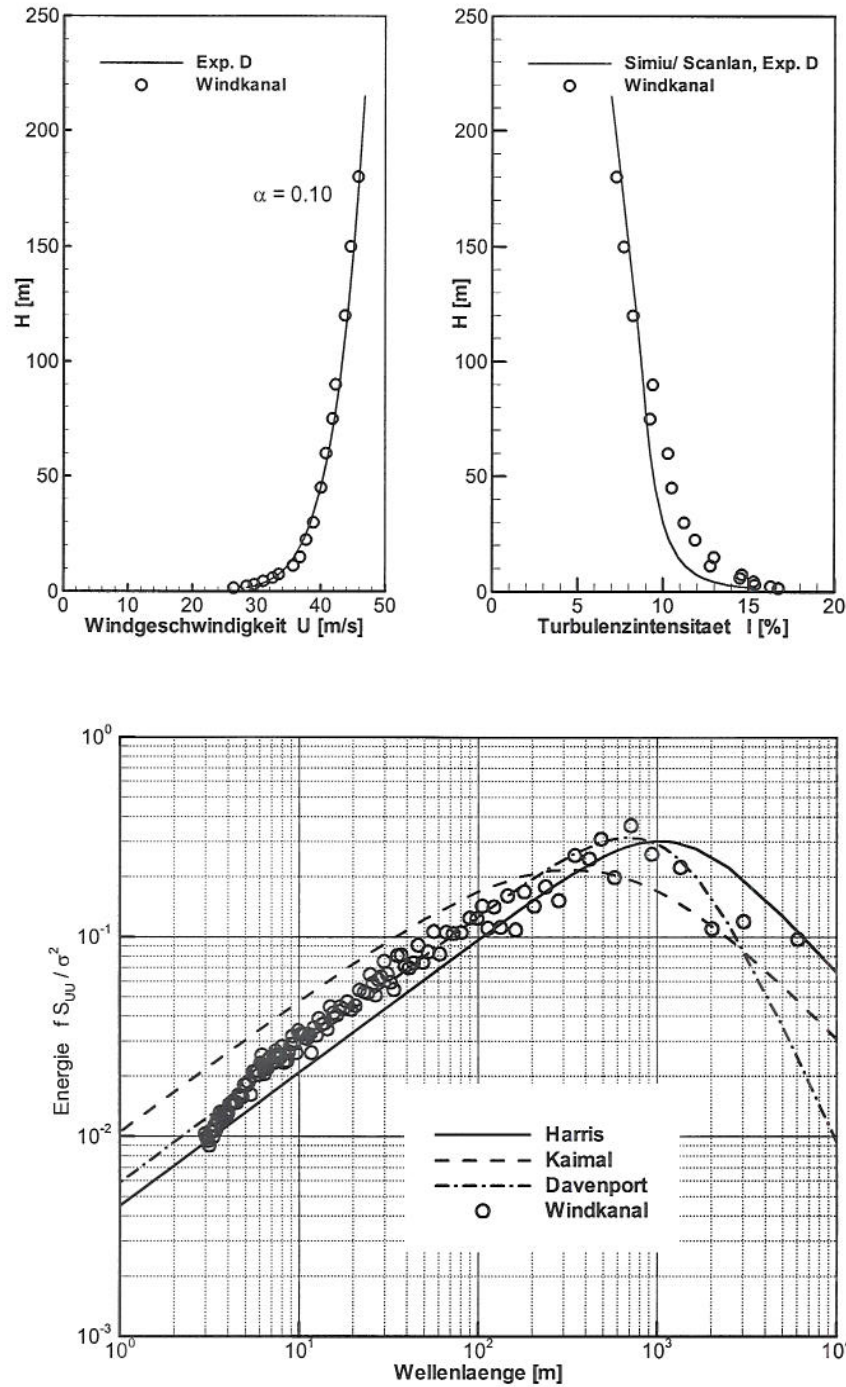 250
200
150
100
50
0
H [m]
Exp. D
Windkanal
α = 0.10
0 10 20 30 40 50
Windgeschwindigkeit U [m/s]
250
200
150
100
50
0
H [m]
Simiu/ Scanlan, Exp. D
Windkanal
0 5 10 15 20
Turbulenzintensitaet I [%]
10⁰
10⁻¹
10⁻²
10⁻³
Energie f S_UU / σ²
Harris
Kaimal
Davenport
Windkanal
10⁰ 10¹ 10² 10³
Wellenlaenge [m]